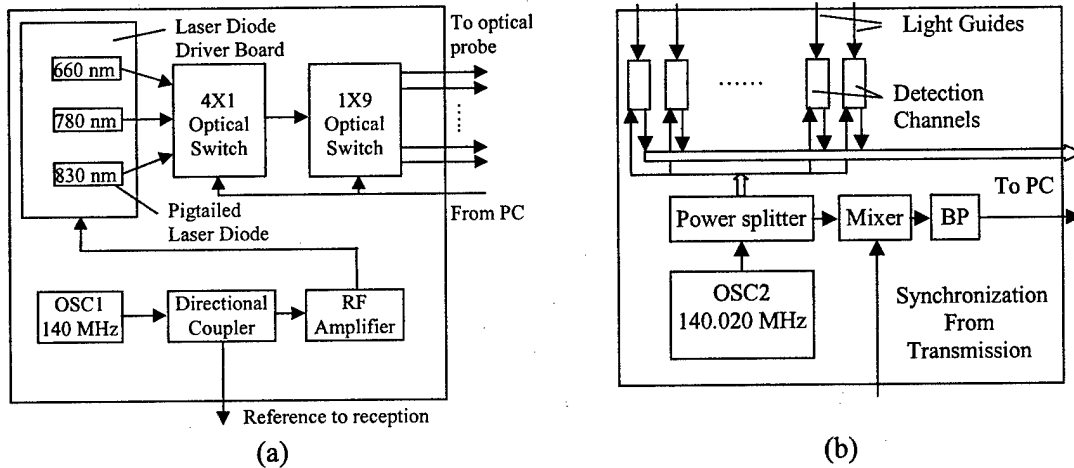 Laser Diode
Driver Board
To optical
probe
660 nm
780 nm
830 nm
4X1
Optical
Switch
1X9
Optical
Switch
From PC
Pigtailed
Laser Diode
OSC1
140 MHz
Directional
Coupler
RF
Amplifier
Reference to reception
(a)
Light Guides
......
Detection
Channels
To PC
Power splitter
Mixer
BP
OSC2
140.020 MHz
Synchronization
From
Transmission
(b)